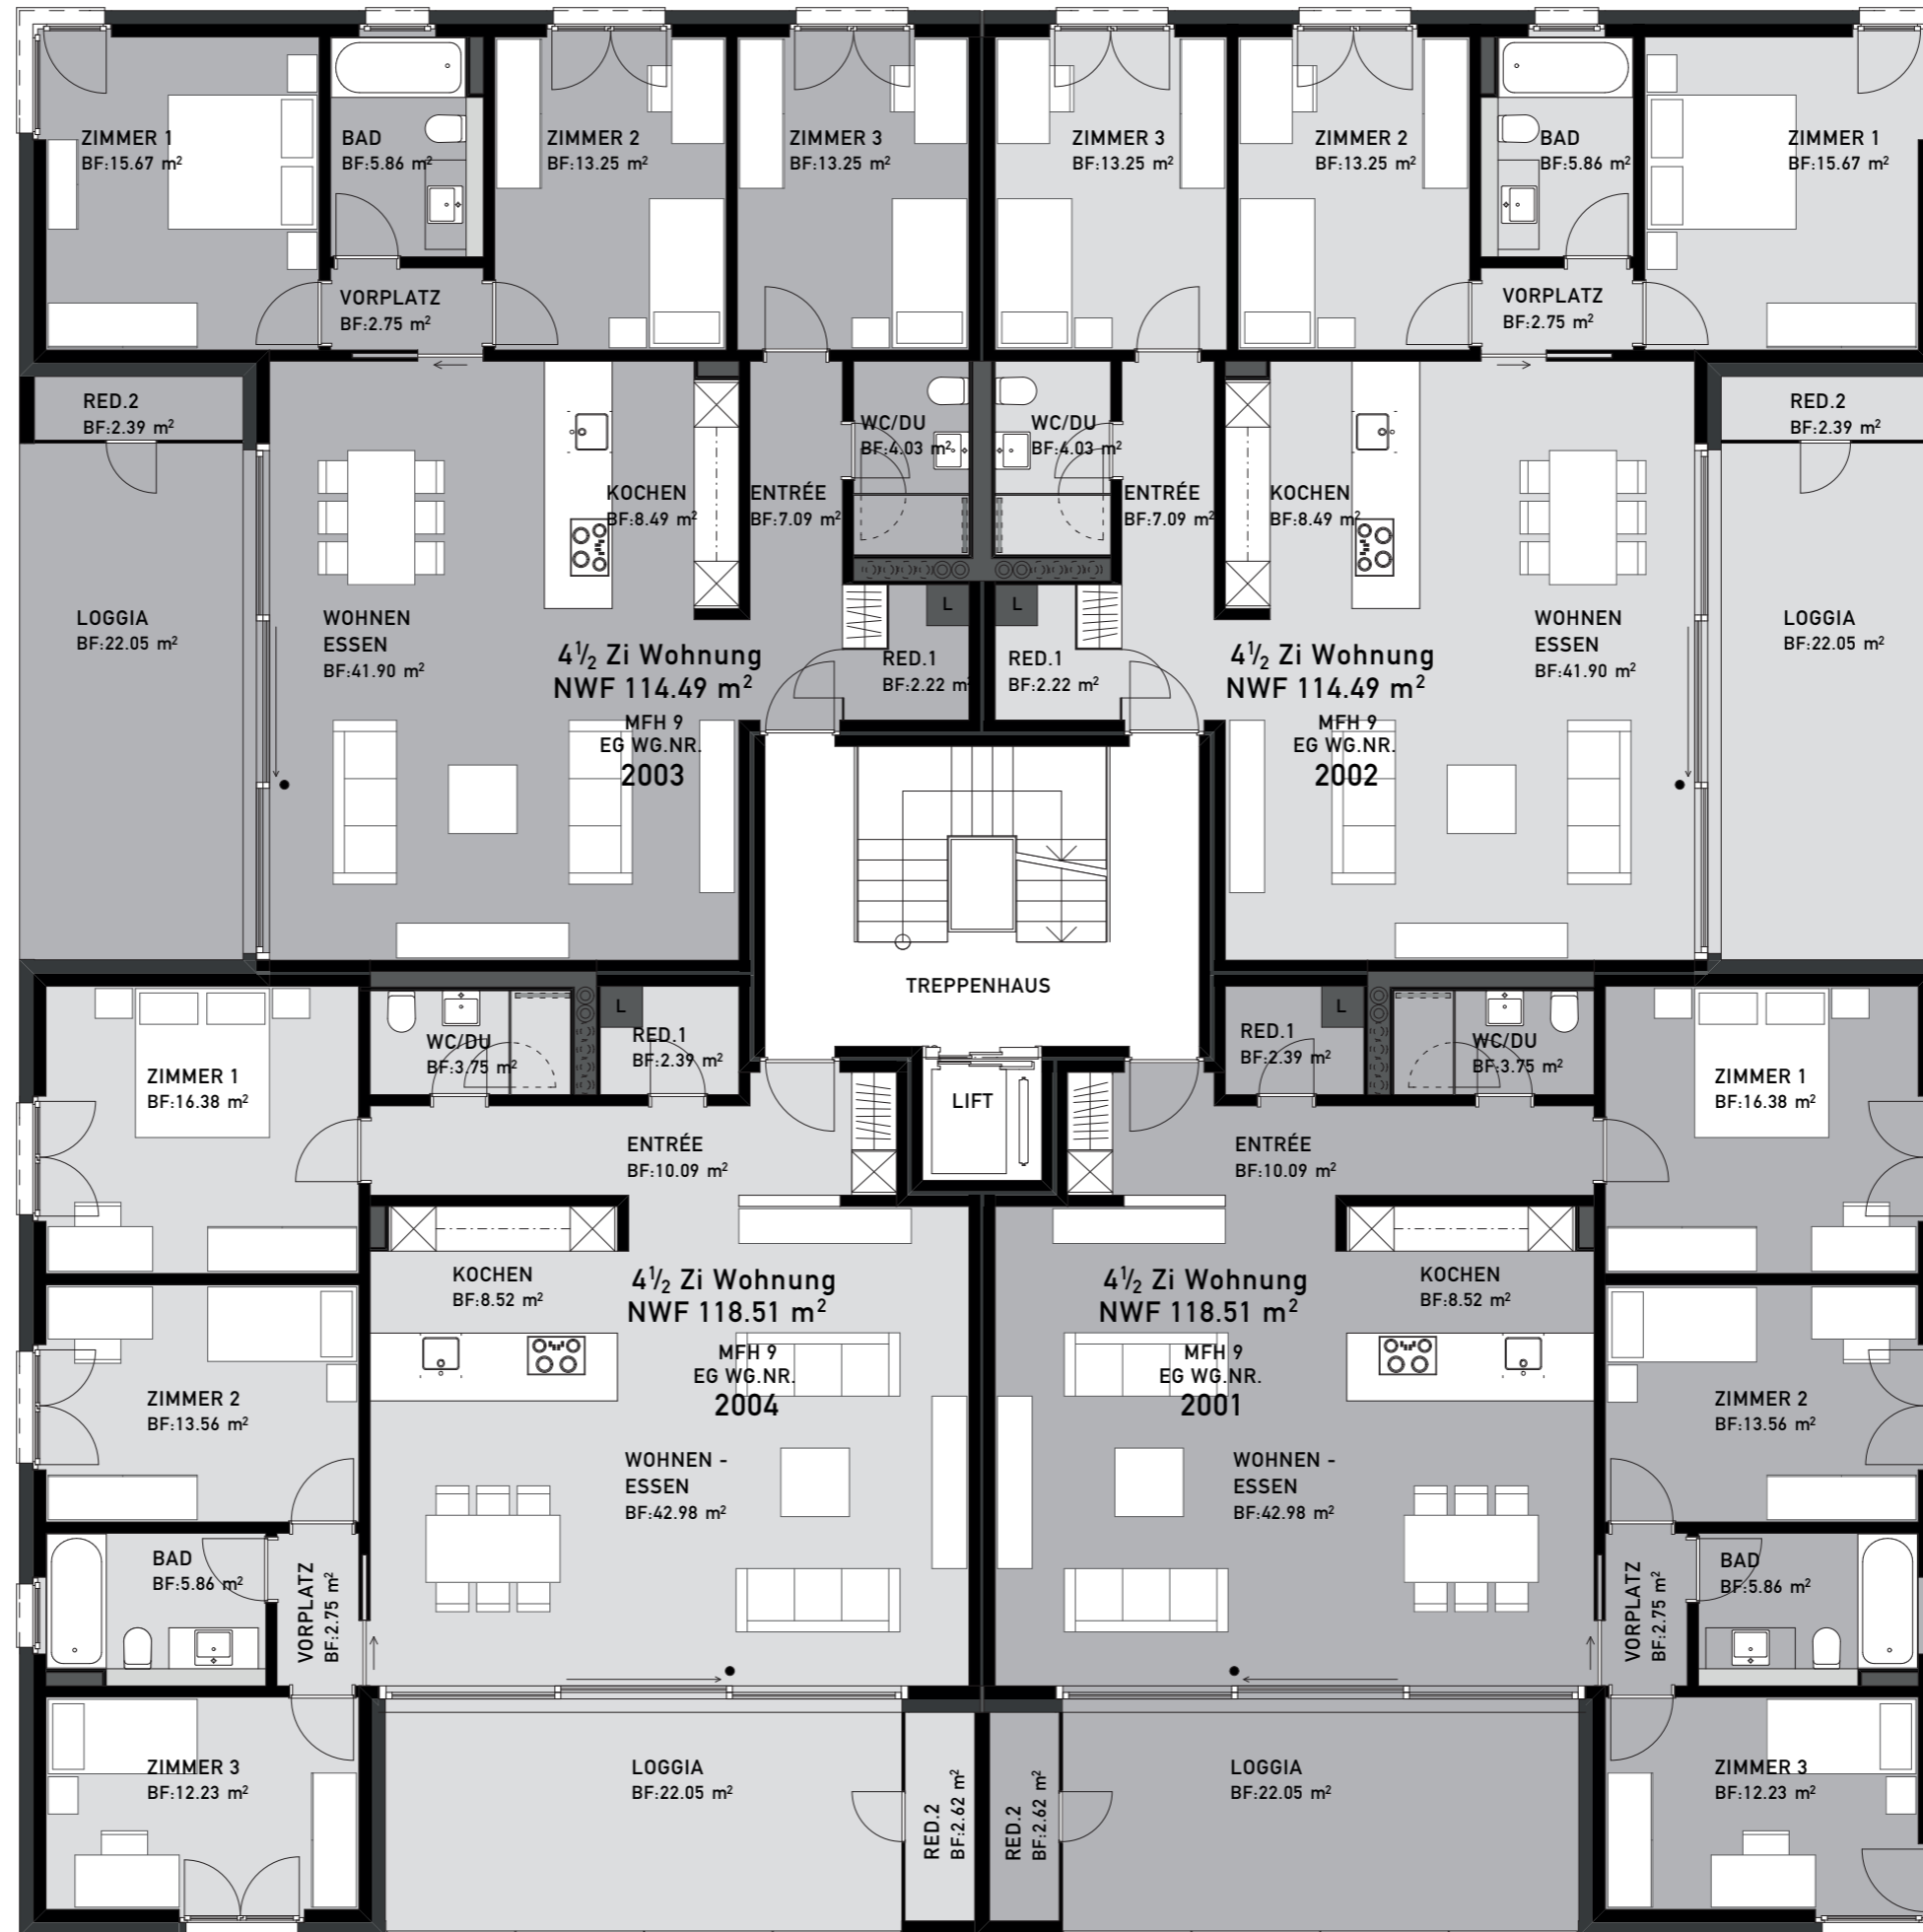 ZIMMER 1
BF:15.67 m²
BAD
BF:5.86 m²
ZIMMER 2
BF:13.25 m²
ZIMMER 3
BF:13.25 m²
ZIMMER 3
BF:13.25 m²
ZIMMER 2
BF:13.25 m²
BAD
BF:5.86 m²
ZIMMER 1
BF:15.67 m²
VORPLATZ
BF:2.75 m²
VORPLATZ
BF:2.75 m²
RED.2
BF:2.39 m²
WC/DU
BF:4.03 m²
WC/DU
BF:4.03 m²
RED.2
BF:2.39 m²
KOCHEN
BF:8.49 m²
ENTRÉE
BF:7.09 m²
ENTRÉE
BF:7.09 m²
KOCHEN
BF:8.49 m²
LOGGIA
BF:22.05 m²
WOHNEN
ESSEN
BF:41.90 m²
L
L
WOHNEN
ESSEN
BF:41.90 m²
LOGGIA
BF:22.05 m²
4½ Zi Wohnung
NWF 114.49 m²
MFH 9
EG WG.NR.
2003
RED.1
BF:2.22 m²
RED.1
BF:2.22 m²
4½ Zi Wohnung
NWF 114.49 m²
MFH 9
EG WG.NR.
2002
TREPPENHAUS
L
L
WC/DU
BF:3.75 m²
RED.1
BF:2.39 m²
RED.1
BF:2.39 m²
WC/DU
BF:3.75 m²
ZIMMER 1
BF:16.38 m²
LIFT
ZIMMER 1
BF:16.38 m²
ENTRÉE
BF:10.09 m²
ENTRÉE
BF:10.09 m²
KOCHEN
BF:8.52 m²
4½ Zi Wohnung
NWF 118.51 m²
MFH 9
EG WG.NR.
2004
4½ Zi Wohnung
NWF 118.51 m²
MFH 9
EG WG.NR.
2001
KOCHEN
BF:8.52 m²
ZIMMER 2
BF:13.56 m²
ZIMMER 2
BF:13.56 m²
WOHNEN -
ESSEN
BF:42.98 m²
WOHNEN -
ESSEN
BF:42.98 m²
BAD
BF:5.86 m²
VORPLATZ
BF:2.75 m²
VORPLATZ
BF:2.75 m²
BAD
BF:5.86 m²
ZIMMER 3
BF:12.23 m²
LOGGIA
BF:22.05 m²
RED.2
BF:2.62 m²
RED.2
BF:2.62 m²
LOGGIA
BF:22.05 m²
ZIMMER 3
BF:12.23 m²